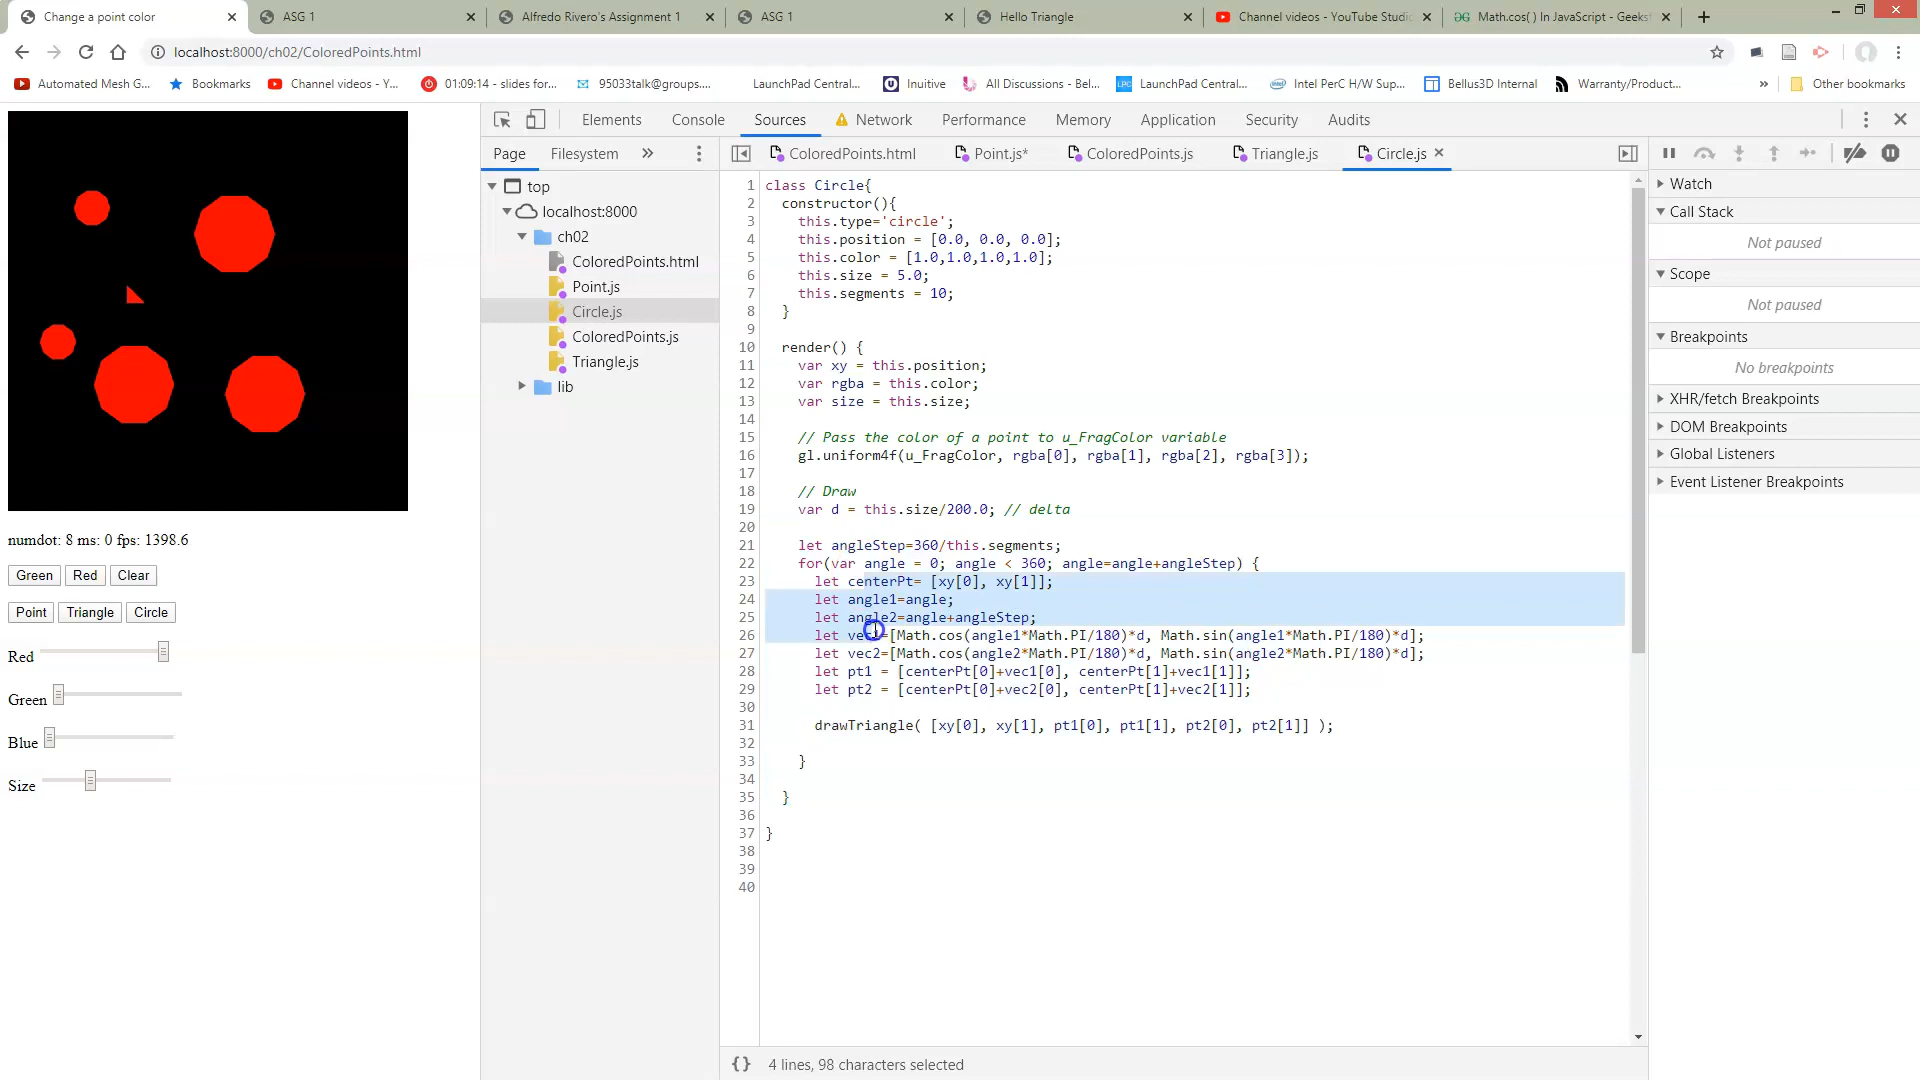 Change a point color
ASG 1
Alfredo Rivero's Assignment 1
ASG 1
Hello Triangle
Channel videos - YouTube Studio
Math.cos( ) In JavaScript - Geeks
localhost:8000/ch02/ColoredPoints.html
Automated Mesh G...
Bookmarks
Channel videos - Y...
01:09:14 - slides for...
95033talk@groups....
LaunchPad Central...
Inuitive
All Discussions - Bel...
LaunchPad Central...
Intel PerC H/W Sup...
Bellus3D Internal
Warranty/Product...
»
Other bookmarks
numdot: 8 ms: 0 fps: 1398.6
Green Red Clear
Point Triangle Circle
Red
Green
Blue
Size
Elements Console Sources Network Performance Memory Application Security Audits
Page Filesystem »
top
localhost:8000
ch02
ColoredPoints.html
Point.js
Circle.js
ColoredPoints.js
Triangle.js
lib
ColoredPoints.html Point.js* ColoredPoints.js Triangle.js Circle.js
1 class Circle{
2 constructor(){
3 this.type='circle';
4 this.position = [0.0, 0.0, 0.0];
5 this.color = [1.0,1.0,1.0,1.0];
6 this.size = 5.0;
7 this.segments = 10;
8 }
9
10 render() {
11 var xy = this.position;
12 var rgba = this.color;
13 var size = this.size;
14
15 // Pass the color of a point to u_FragColor variable
16 gl.uniform4f(u_FragColor, rgba[0], rgba[1], rgba[2], rgba[3]);
17
18 // Draw
19 var d = this.size/200.0; // delta
20
21 let angleStep=360/this.segments;
22 for(var angle = 0; angle < 360; angle=angle+angleStep) {
23 let centerPt= [xy[0], xy[1]];
24 let angle1=angle;
25 let angle2=angle+angleStep;
26 let vec1=[Math.cos(angle1*Math.PI/180)*d, Math.sin(angle1*Math.PI/180)*d];
27 let vec2=[Math.cos(angle2*Math.PI/180)*d, Math.sin(angle2*Math.PI/180)*d];
28 let pt1 = [centerPt[0]+vec1[0], centerPt[1]+vec1[1]];
29 let pt2 = [centerPt[0]+vec2[0], centerPt[1]+vec2[1]];
30
31 drawTriangle( [xy[0], xy[1], pt1[0], pt1[1], pt2[0], pt2[1]] );
32
33 }
34
35 }
36
37 }
38
39
40
{ } 4 lines, 98 characters selected
Watch
Call Stack
Not paused
Scope
Not paused
Breakpoints
No breakpoints
XHR/fetch Breakpoints
DOM Breakpoints
Global Listeners
Event Listener Breakpoints